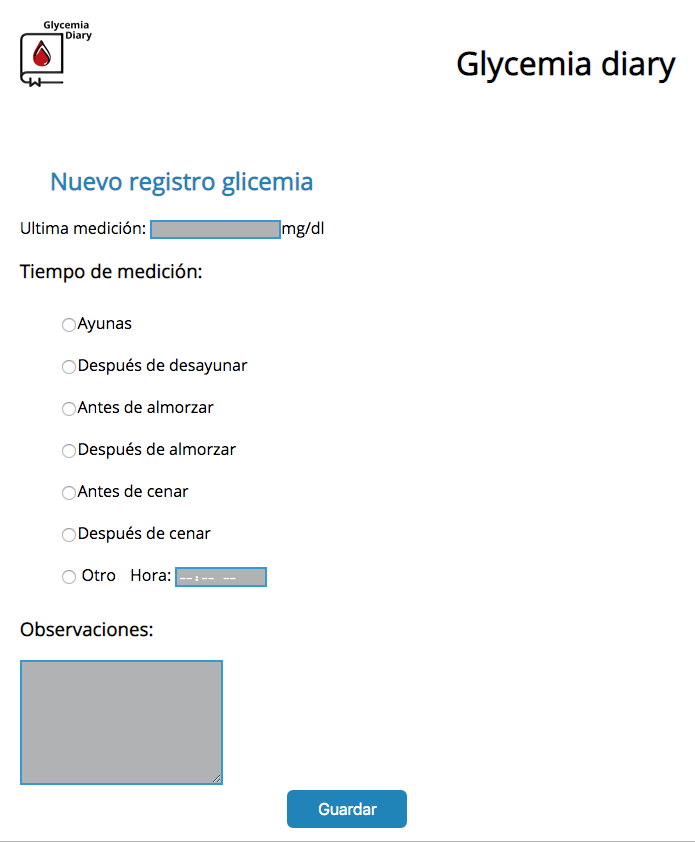 Glycemia
Diary
Glycemia diary
Nuevo registro glicemia
Ultima medición: mg/dl
Tiempo de medición:
Ayunas
Después de desayunar
Antes de almorzar
Después de almorzar
Antes de cenar
Después de cenar
Otro Hora: --:-- --
Observaciones:
Guardar